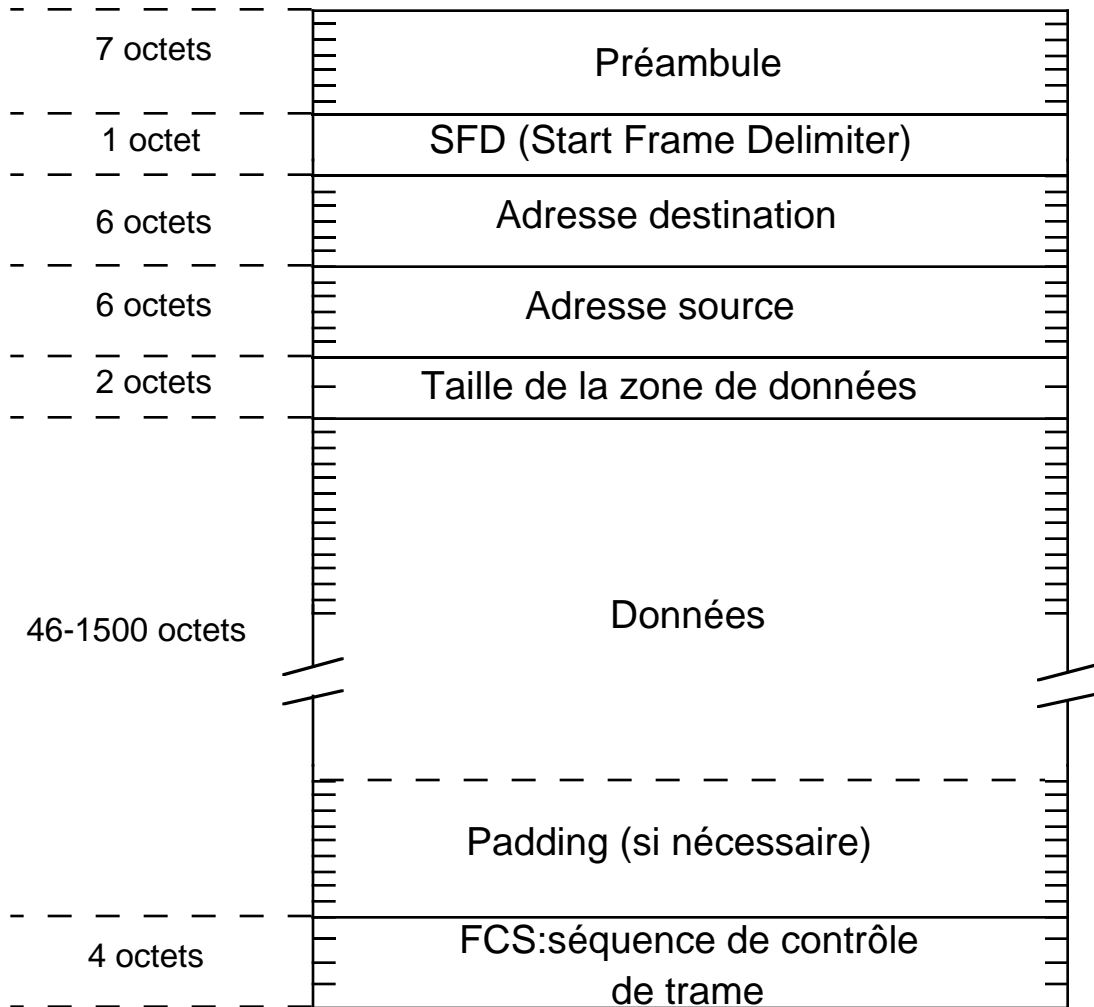 7 octets
Préambule
1 octet
SFD (Start Frame Delimiter)
6 octets
Adresse destination
6 octets
Adresse source
2 octets
Taille de la zone de données
46-1500 octets
Données
Padding (si nécessaire)
4 octets
FCS:séquence de contrôle
de trame